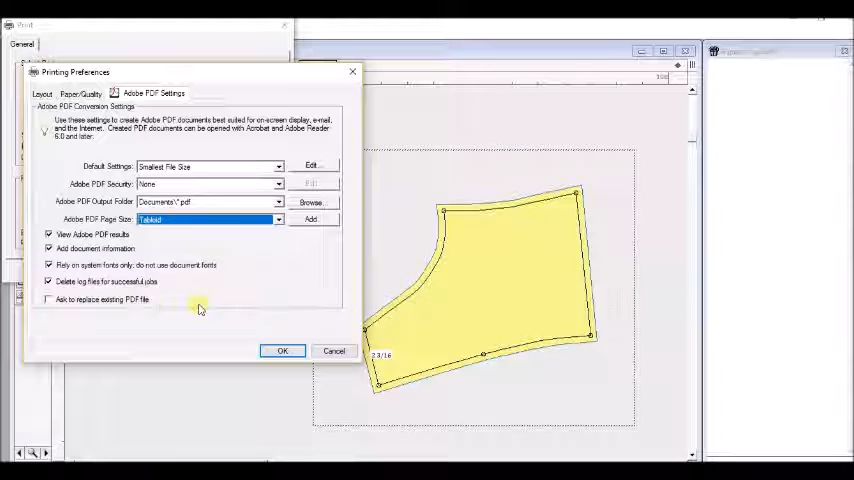 Print
General
Printing Preferences
Layout
Paper/Quality
Adobe PDF Settings
Adobe PDF Conversion Settings
Use these settings to create Adobe PDF documents best suited for on-screen display, e-mail,
and the Internet. Created PDF documents can be opened with Acrobat and Adobe Reader
6.0 and later.
Default Settings: Smallest File Size Edit...
Adobe PDF Security: None Edit...
Adobe PDF Output Folder: Documents\*.pdf Browse...
Adobe PDF Page Size: Tabloid Add...
View Adobe PDF results
Add document information
Rely on system fonts only; do not use document fonts
Delete log files for successful jobs
Ask to replace existing PDF file
OK Cancel
2 3/16